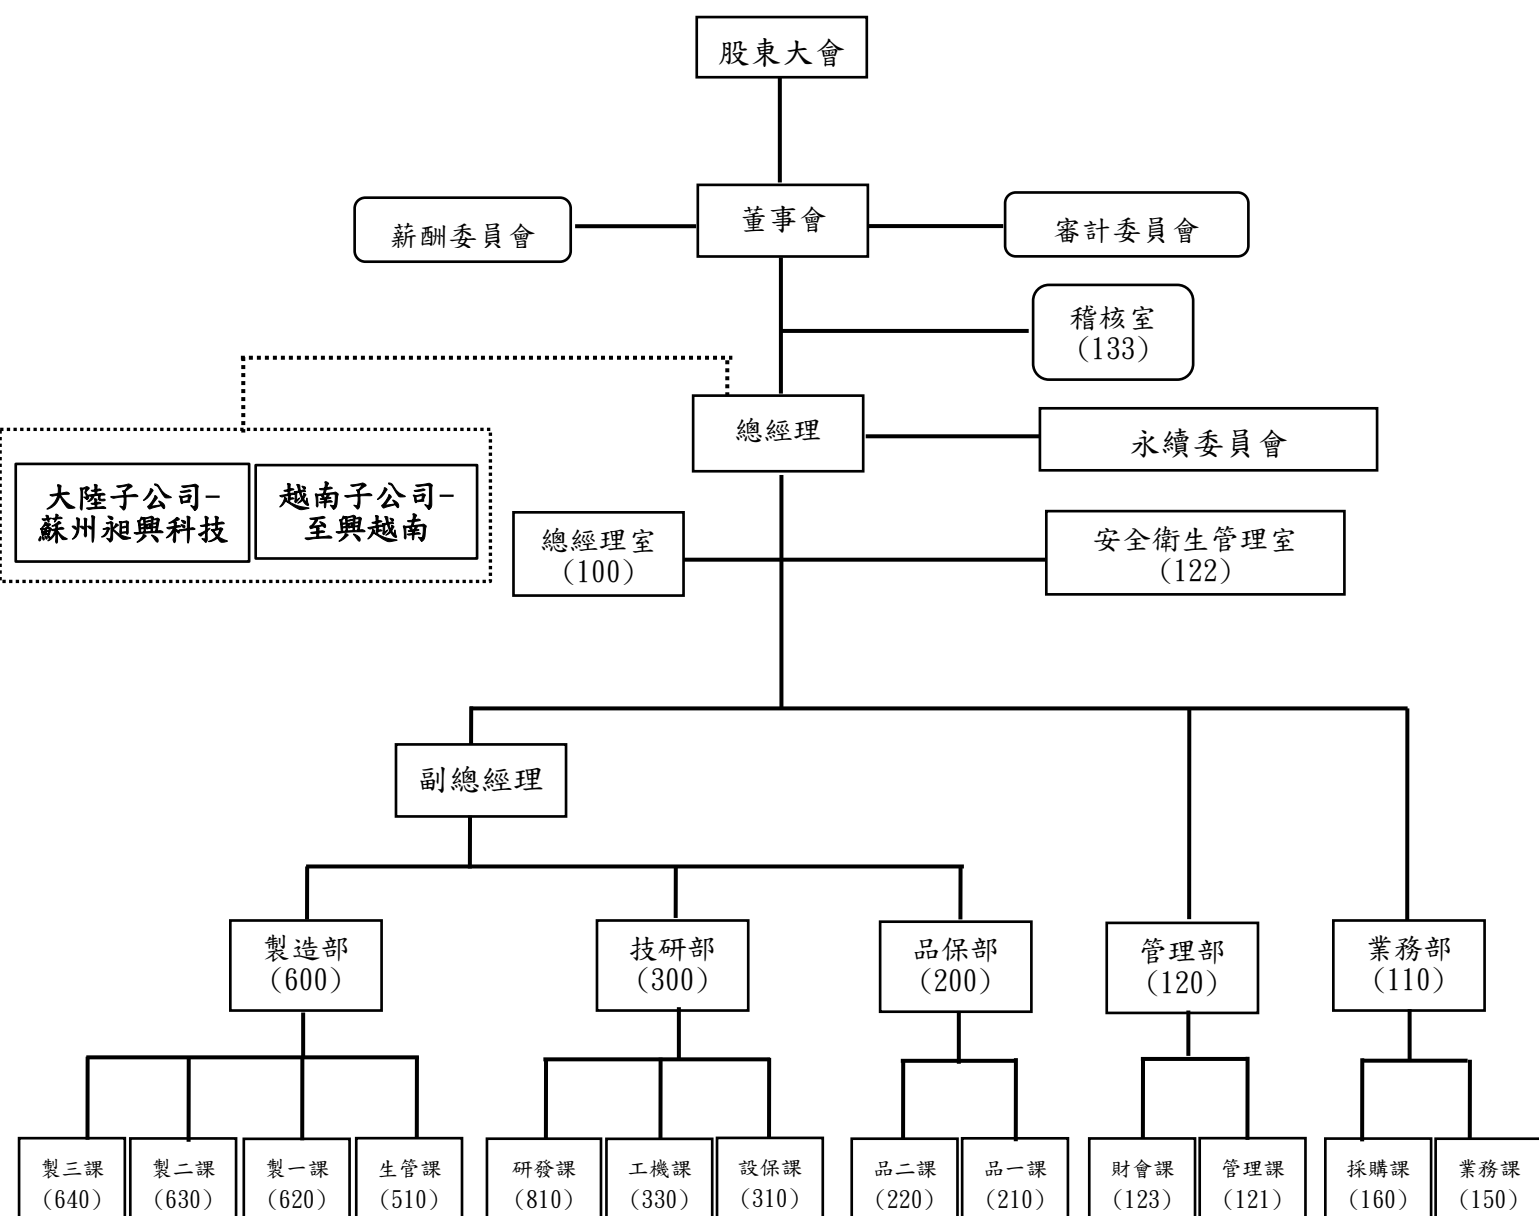 股東大會
董事會
薪酬委員會
審計委員會
稽核室
(133)
總經理
永續委員會
大陸子公司-
蘇州昶興科技
越南子公司-
至興越南
總經理室
(100)
安全衛生管理室
(122)
副總經理
製造部
(600)
技研部
(300)
品保部
(200)
管理部
(120)
業務部
(110)
製三課
(640)
製二課
(630)
製一課
(620)
生管課
(510)
研發課
(810)
工機課
(330)
設保課
(310)
品二課
(220)
品一課
(210)
財會課
(123)
管理課
(121)
採購課
(160)
業務課
(150)